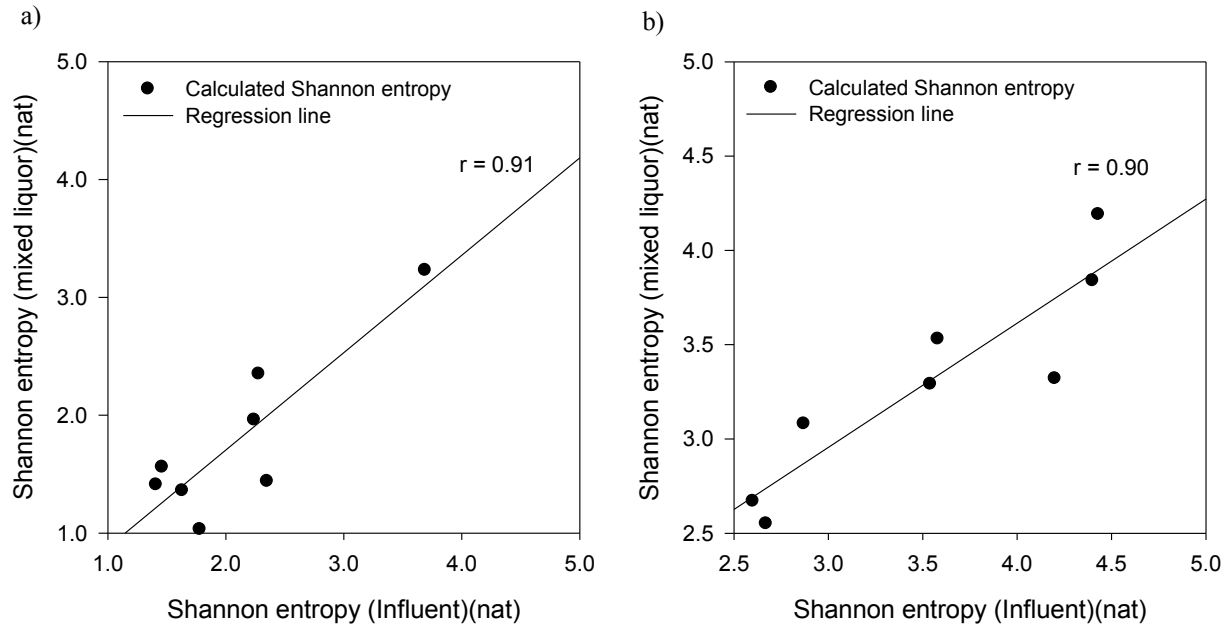 a)
5.0
Calculated Shannon entropy
Regression line
r = 0.91
4.0
3.0
2.0
1.0
1.0 2.0 3.0 4.0 5.0
Shannon entropy (mixed liquor)(nat)
Shannon entropy (Influent)(nat)
b)
5.0
Calculated Shannon entropy
Regression line
4.5
r = 0.90
4.0
3.5
3.0
2.5
2.5 3.0 3.5 4.0 4.5 5.0
Shannon entropy (mixed liquor)(nat)
Shannon entropy (Influent)(nat)